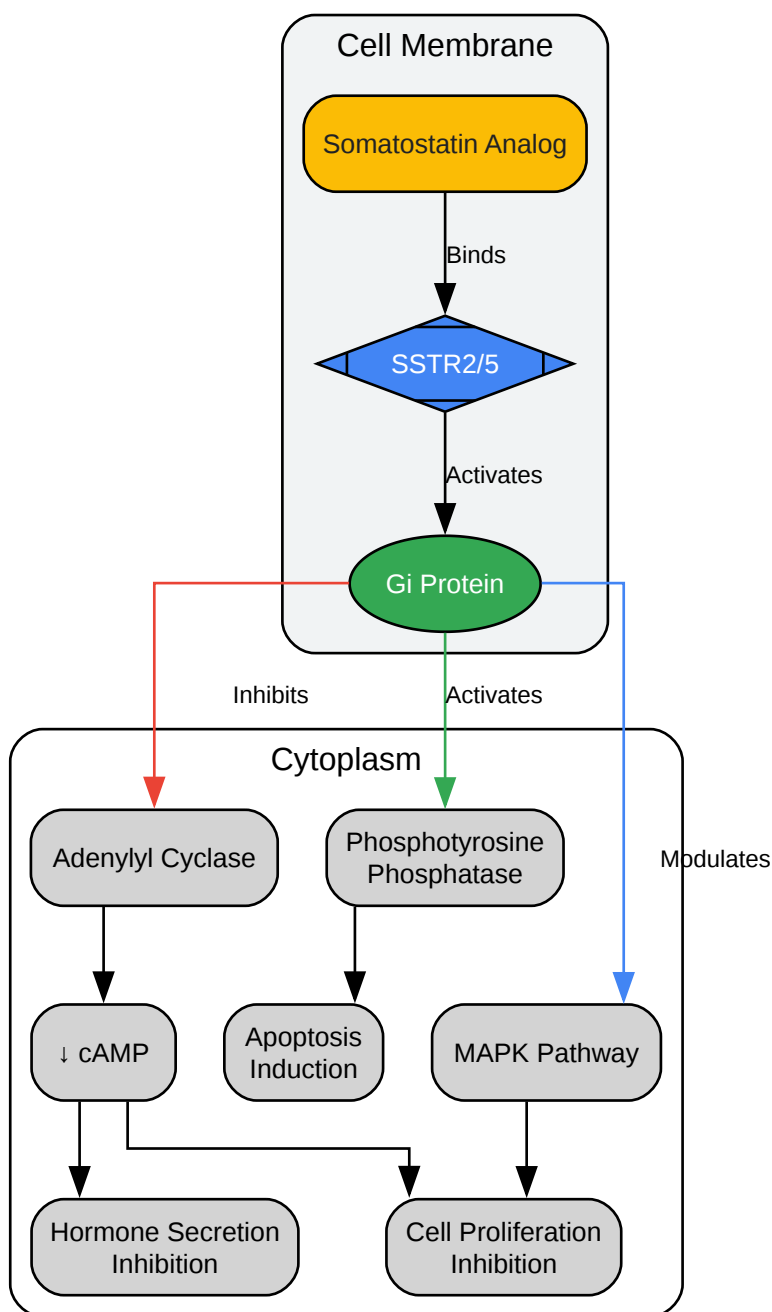 Cell Membrane
Somatostatin Analog
Binds
SSTR2/5
Activates
Gi Protein
Inhibits
Activates
Cytoplasm
Adenylyl Cyclase
Phosphotyrosine
Phosphatase
Modulates
↓ cAMP
Apoptosis
Induction
MAPK Pathway
Hormone Secretion
Inhibition
Cell Proliferation
Inhibition